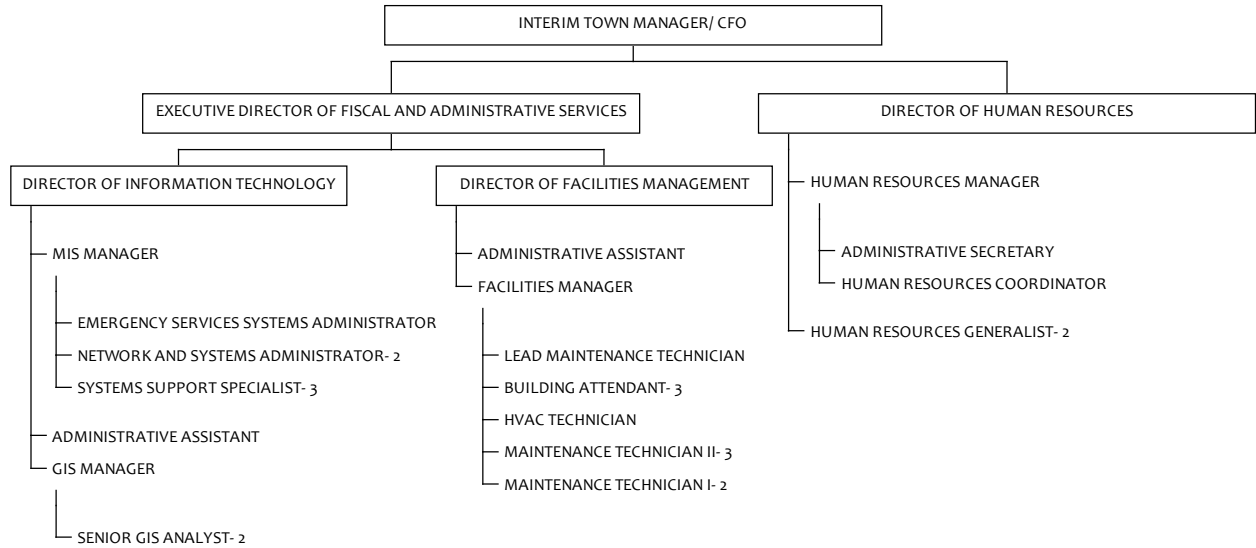 INTERIM TOWN MANAGER/ CFO
EXECUTIVE DIRECTOR OF FISCAL AND ADMINISTRATIVE SERVICES
DIRECTOR OF HUMAN RESOURCES
DIRECTOR OF INFORMATION TECHNOLOGY
MIS MANAGER
EMERGENCY SERVICES SYSTEMS ADMINISTRATOR
NETWORK AND SYSTEMS ADMINISTRATOR- 2
SYSTEMS SUPPORT SPECIALIST- 3
ADMINISTRATIVE ASSISTANT
GIS MANAGER
SENIOR GIS ANALYST- 2
DIRECTOR OF FACILITIES MANAGEMENT
ADMINISTRATIVE ASSISTANT
FACILITIES MANAGER
LEAD MAINTENANCE TECHNICIAN
BUILDING ATTENDANT- 3
HVAC TECHNICIAN
MAINTENANCE TECHNICIAN II- 3
MAINTENANCE TECHNICIAN I- 2
HUMAN RESOURCES MANAGER
ADMINISTRATIVE SECRETARY
HUMAN RESOURCES COORDINATOR
HUMAN RESOURCES GENERALIST- 2